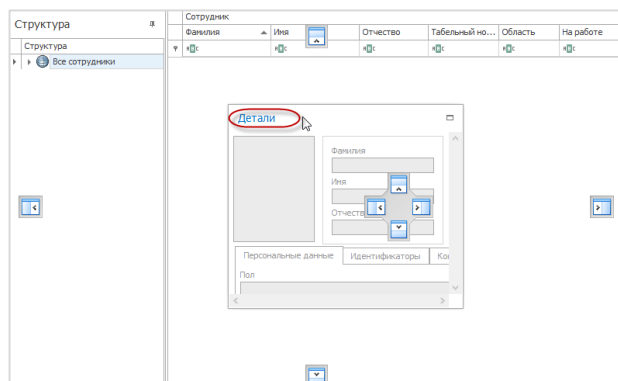 Структура
Структура
Все сотрудники
Сотрудник
Фамилия
Имя
Отчество
Табельный но...
Область
На работе
Детали
Фамилия
Имя
Отчест
Персональные данные
Идентификаторы
Ко
Пол